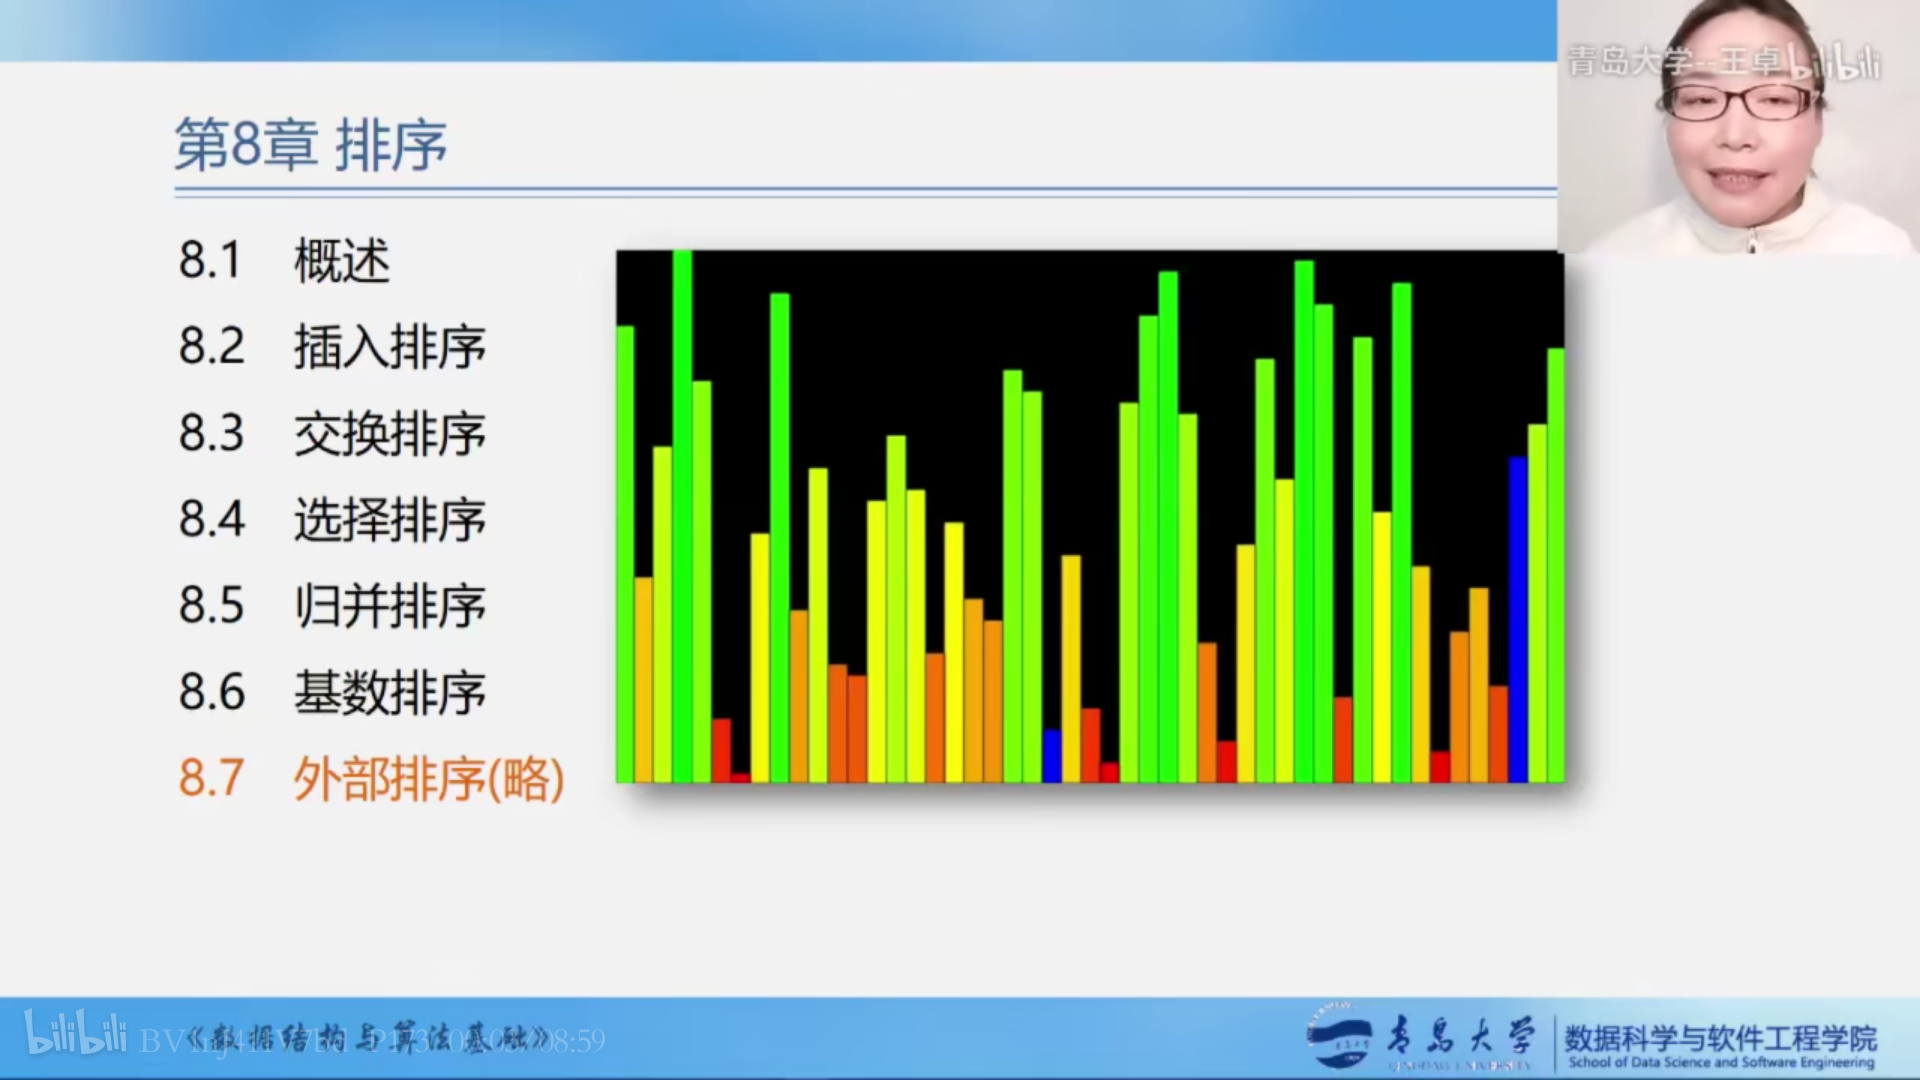 青岛大学--王卓 bilibili
第8章 排序
8.1 概述
8.2 插入排序
8.3 交换排序
8.4 选择排序
8.5 归并排序
8.6 基数排序
8.7 外部排序(略)
bilibili
《数据结构与算法基础》
08:59
青岛大学
数据科学与软件工程学院
School of Data Science and Software Engineering